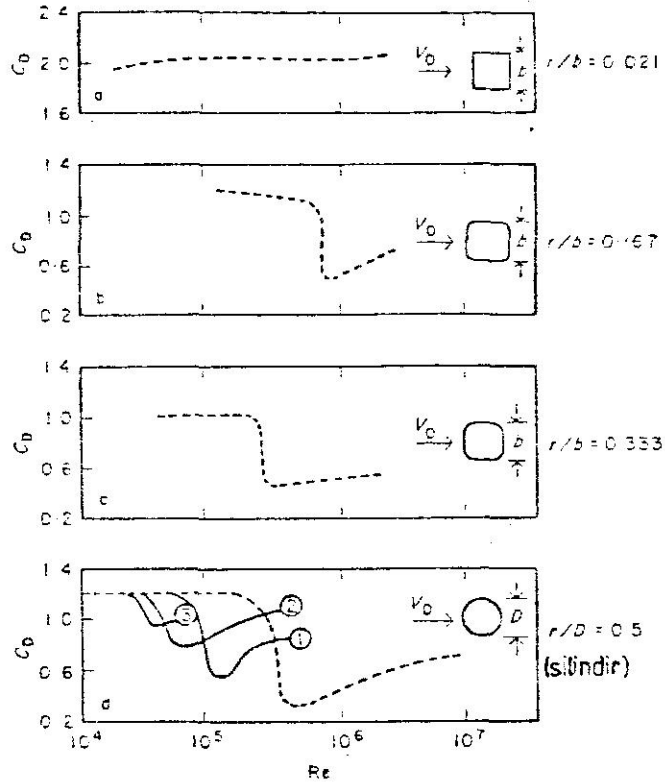 2.4
2.0
1.6
C_D
a
V_0
b
r/b = 0.021
1.4
1.0
0.6
0.2
C_D
b
V_0
b
r/b = 0.167
1.4
1.0
0.6
0.2
C_D
c
V_0
b
r/b = 0.333
1.4
1.0
0.6
0.2
C_D
d
③
②
①
V_0
D
r/D = 0.5
(silindir)
10^4
10^5
10^6
10^7
Re